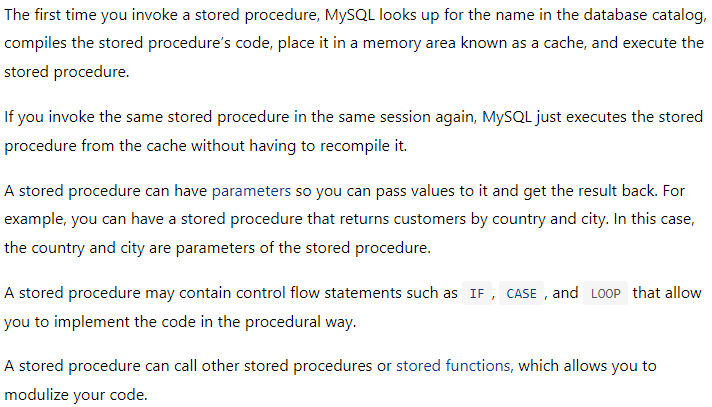 The first time you invoke a stored procedure, MySQL looks up for the name in the database catalog,
compiles the stored procedure's code, place it in a memory area known as a cache, and execute the
stored procedure.
If you invoke the same stored procedure in the same session again, MySQL just executes the stored
procedure from the cache without having to recompile it.
A stored procedure can have parameters so you can pass values to it and get the result back. For
example, you can have a stored procedure that returns customers by country and city. In this case,
the country and city are parameters of the stored procedure.
A stored procedure may contain control flow statements such as IF , CASE , and LOOP that allow
you to implement the code in the procedural way.
A stored procedure can call other stored procedures or stored functions, which allows you to
modulize your code.